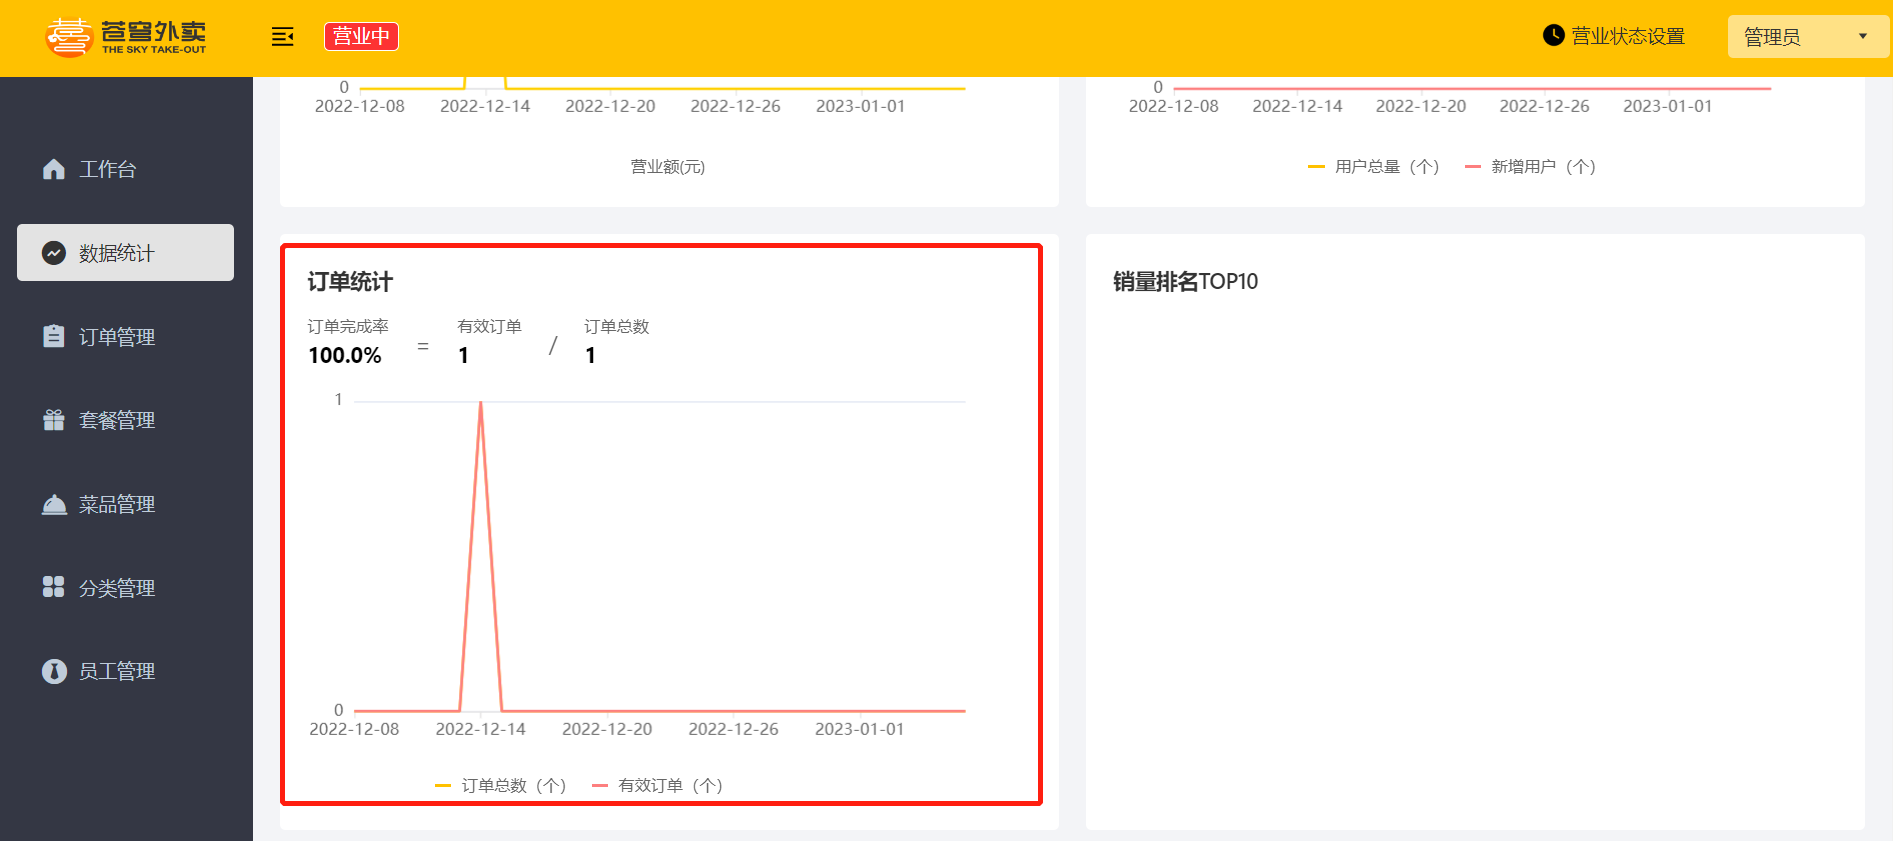 苍穹外卖
THE SKY TAKE-OUT
营业中
营业状态设置
管理员
工作台
数据统计
订单管理
套餐管理
菜品管理
分类管理
员工管理
0
2022-12-08 2022-12-14 2022-12-20 2022-12-26 2023-01-01
营业额(元)
0
2022-12-08 2022-12-14 2022-12-20 2022-12-26 2023-01-01
用户总量（个） 新增用户（个）
订单统计
订单完成率 有效订单 订单总数
100.0% = 1 / 1
1
0
2022-12-08 2022-12-14 2022-12-20 2022-12-26 2023-01-01
订单总数（个） 有效订单（个）
销量排名TOP10